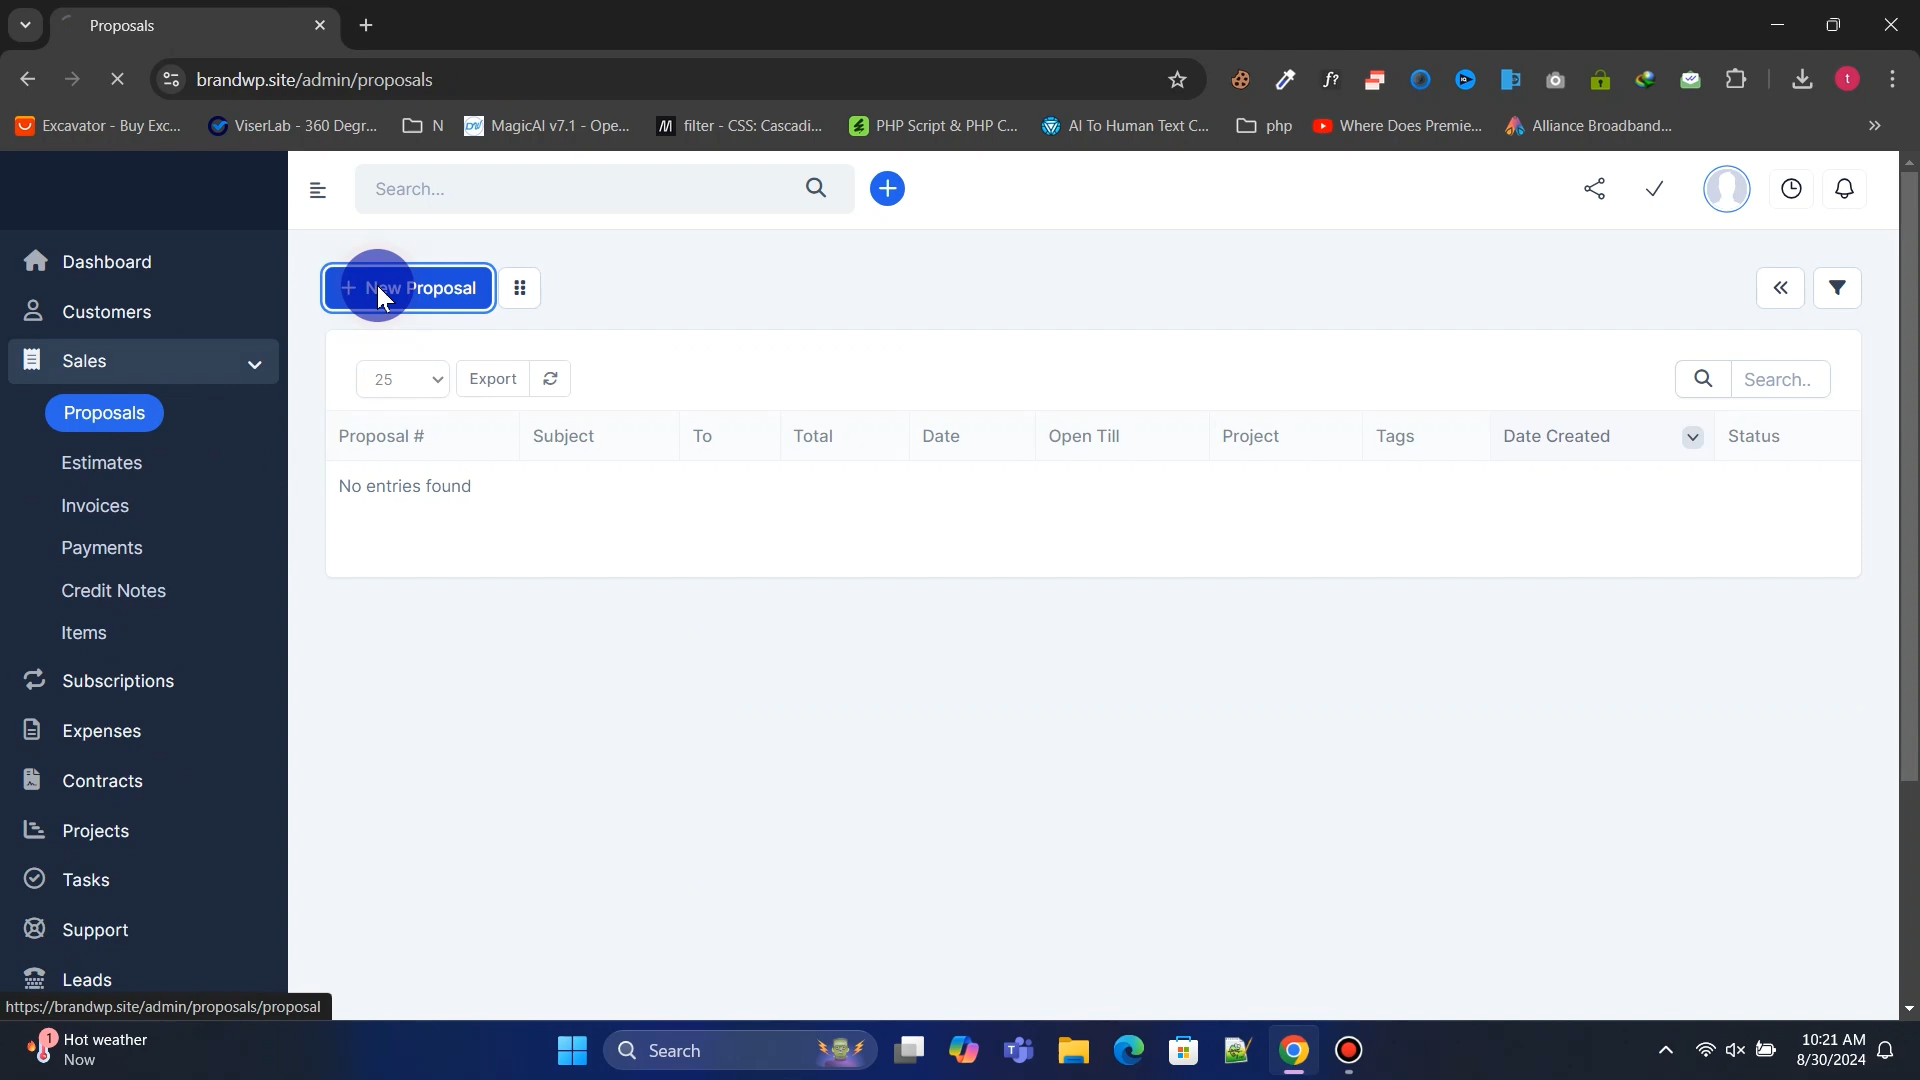 Proposals
brandwp.site/admin/proposals
t
Excavator - Buy Exc...
ViserLab - 360 Degr...
N
MagicAI v7.1 - Ope...
filter - CSS: Cascadi...
PHP Script & PHP C...
AI To Human Text C...
php
Where Does Premie...
Alliance Broadband...
Search...
Dashboard
Customers
Sales
Proposals
Estimates
Invoices
Payments
Credit Notes
Items
Subscriptions
Expenses
Contracts
Projects
Tasks
Support
Leads
New Proposal
25
Export
Search..
Proposal #
Subject
To
Total
Date
Open Till
Project
Tags
Date Created
Status
No entries found
https://brandwp.site/admin/proposals/proposal
1
Hot weather
Now
Search
10:21 AM
8/30/2024